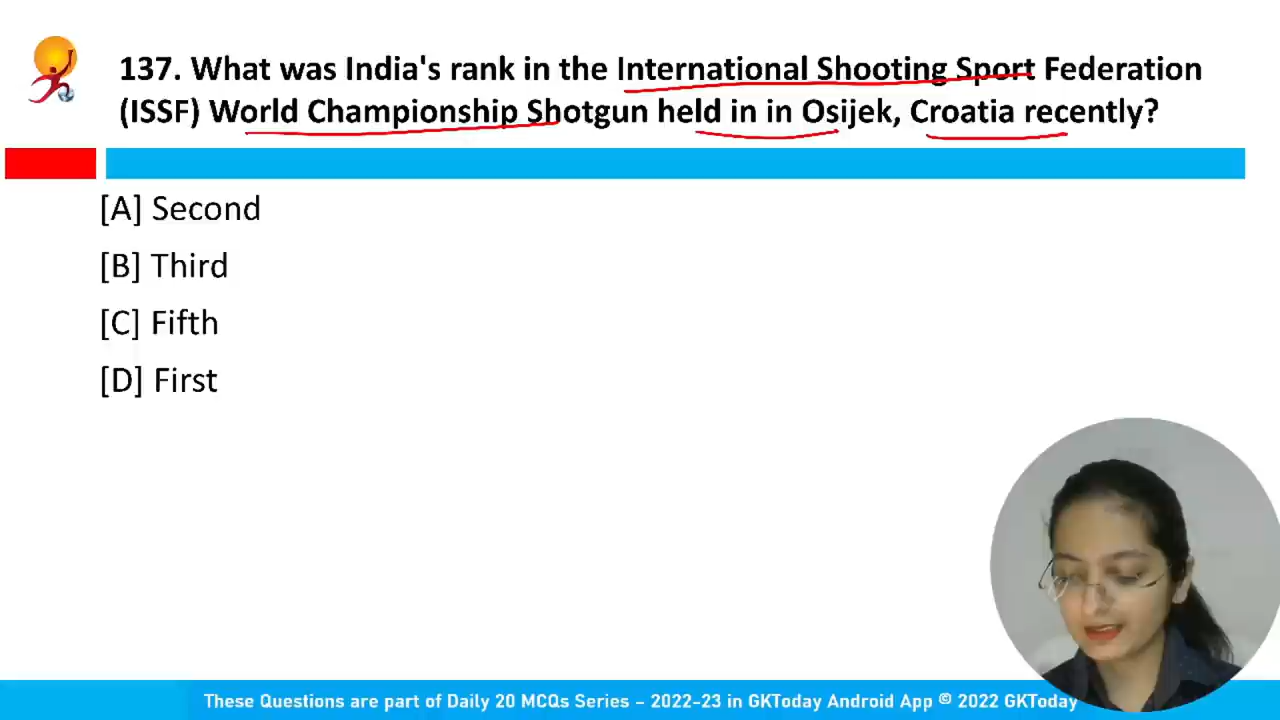 137. What was India's rank in the International Shooting Sport Federation
(ISSF) World Championship Shotgun held in in Osijek, Croatia recently?
[A] Second
[B] Third
[C] Fifth
[D] First
These Questions are part of Daily 20 MCQs Series – 2022-23 in GKToday Android App © 2022 GKToday